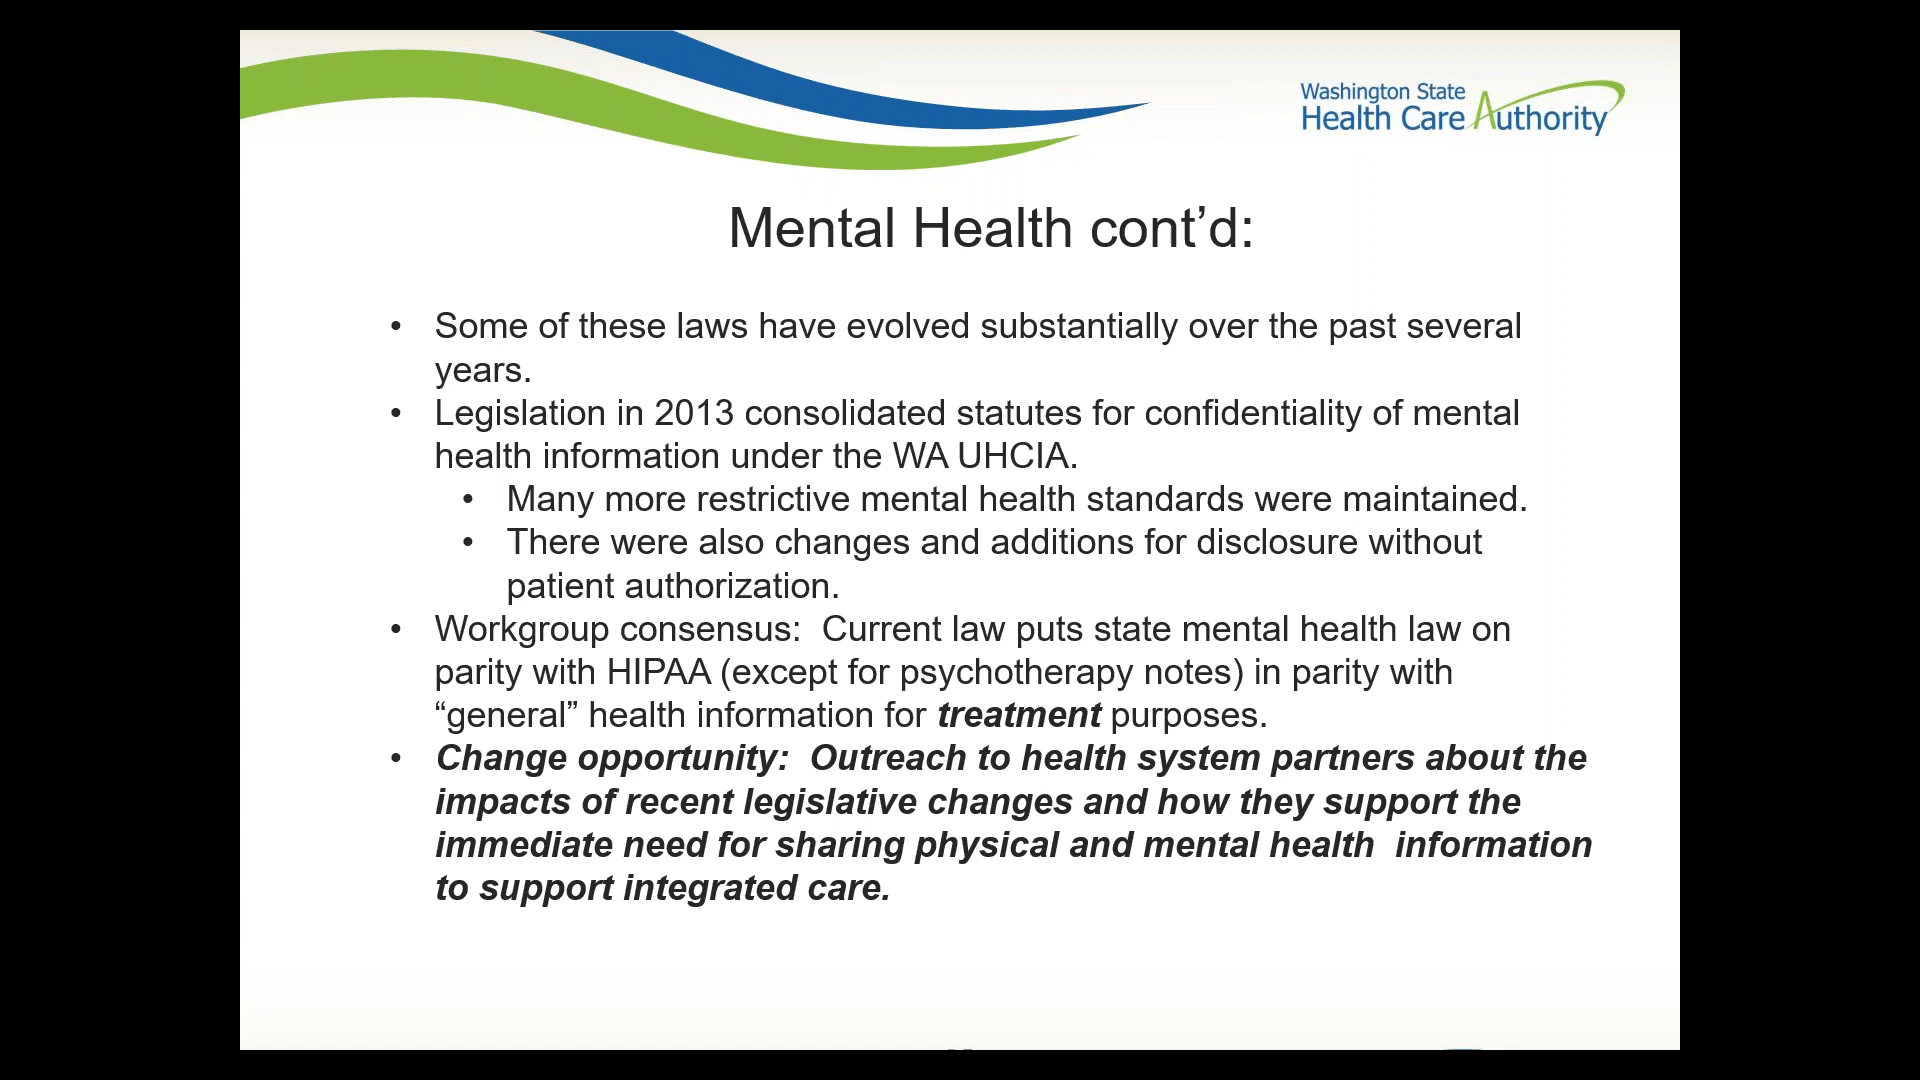 Washington State
Health Care Authority
Mental Health cont’d:
• Some of these laws have evolved substantially over the past several
years.
• Legislation in 2013 consolidated statutes for confidentiality of mental
health information under the WA UHCIA.
• Many more restrictive mental health standards were maintained.
• There were also changes and additions for disclosure without
patient authorization.
• Workgroup consensus:  Current law puts state mental health law on
parity with HIPAA (except for psychotherapy notes) in parity with
“general” health information for treatment purposes.
• Change opportunity:  Outreach to health system partners about the
impacts of recent legislative changes and how they support the
immediate need for sharing physical and mental health  information
to support integrated care.